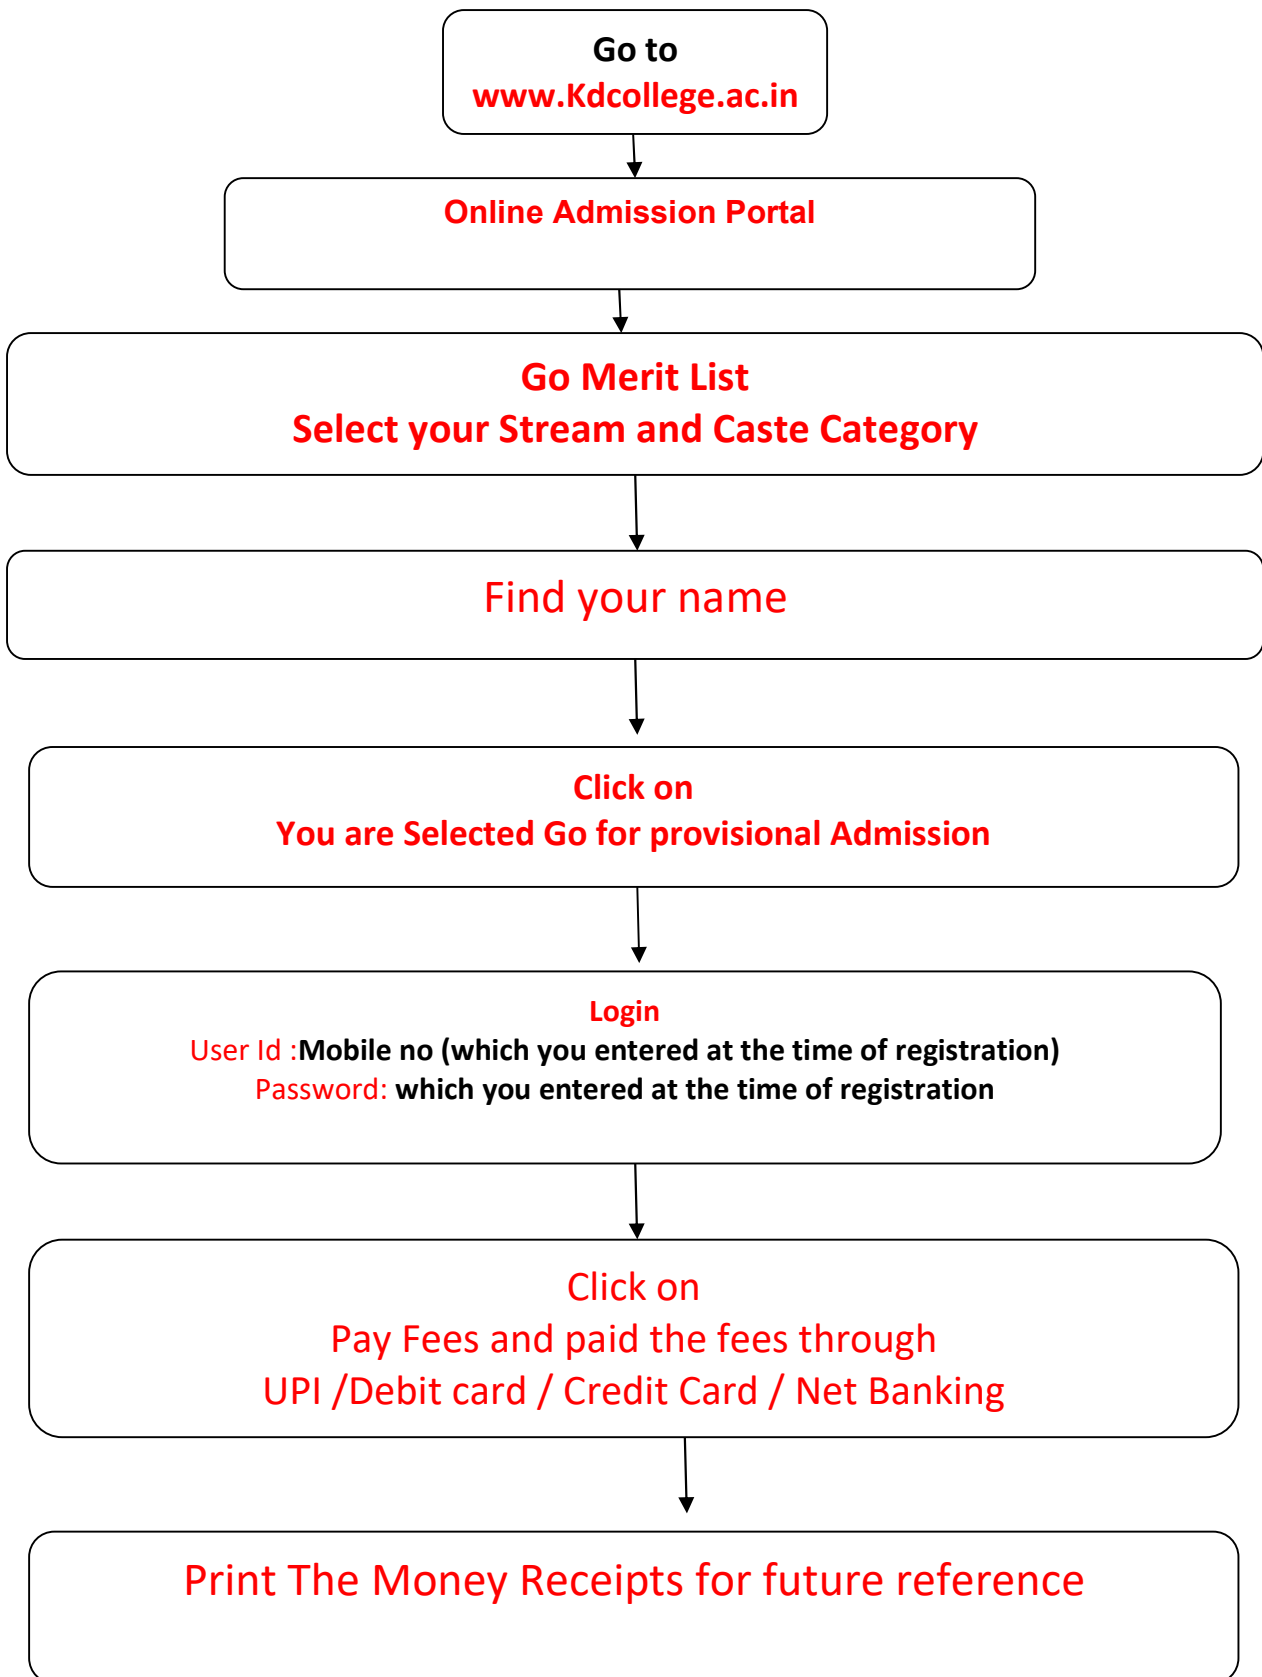 Go to
www.Kdcollege.ac.in
Online Admission Portal
Go Merit List
Select your Stream and Caste Category
Find your name
Click on
You are Selected Go for provisional Admission
Login
User Id :Mobile no (which you entered at the time of registration)
Password: which you entered at the time of registration
Click on
Pay Fees and paid the fees through
UPI /Debit card / Credit Card / Net Banking
Print The Money Receipts for future reference